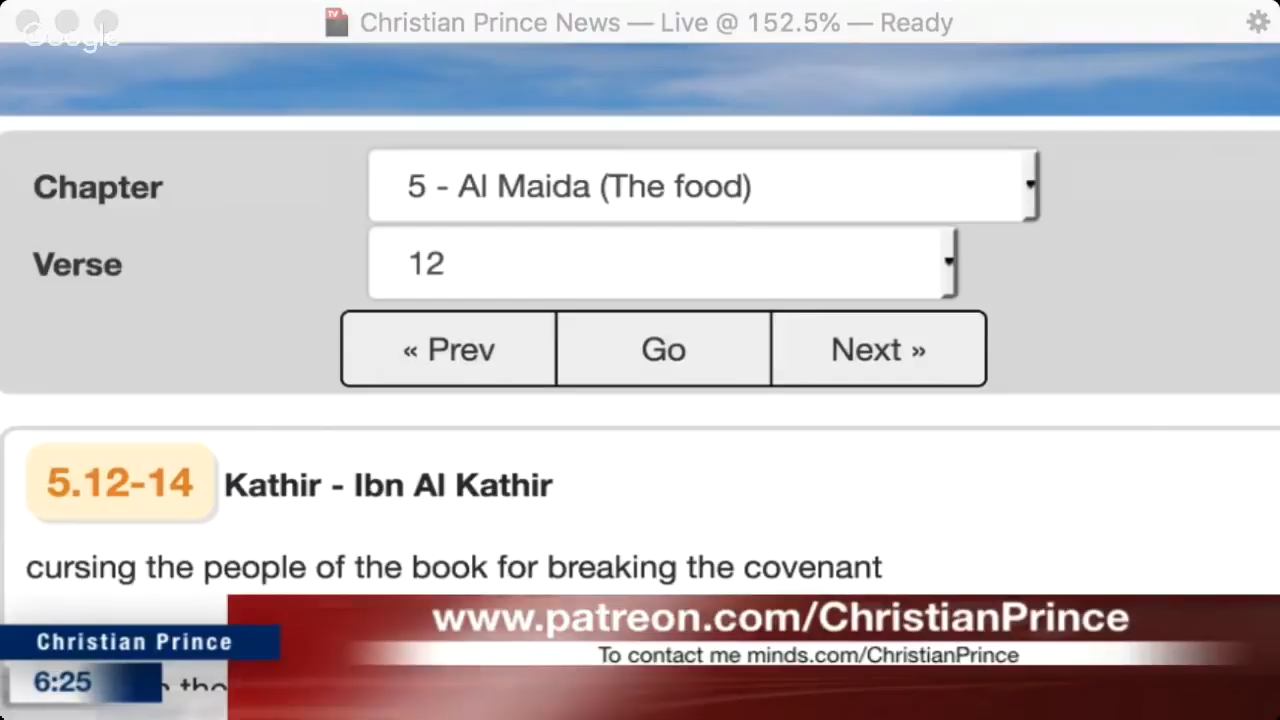 Christian Prince News — Live @ 152.5% — Ready
Google
Chapter
5 - Al Maida (The food)
Verse
12
« Prev
Go
Next »
5.12-14 Kathir - Ibn Al Kathir
cursing the people of the book for breaking the covenant
www.patreon.com/ChristianPrince
Christian Prince
To contact me minds.com/ChristianPrince
6:25